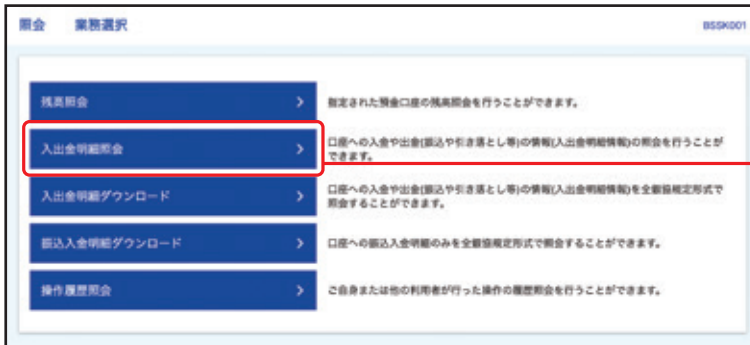 照会　業務選択
BSSK001
残高照会
指定された預金口座の残高照会を行うことができます。
入出金明細照会
口座への入金や出金(振込や引き落とし等)の情報(入出金明細情報)の照会を行うことが
できます。
入出金明細ダウンロード
口座への入金や出金(振込や引き落とし等)の情報(入出金明細情報)を全銀協規定形式で
照会することができます。
振込入金明細ダウンロード
口座への振込入金明細のみを全銀協規定形式で照会することができます。
操作履歴照会
ご自身または他の利用者が行った操作の履歴照会を行うことができます。